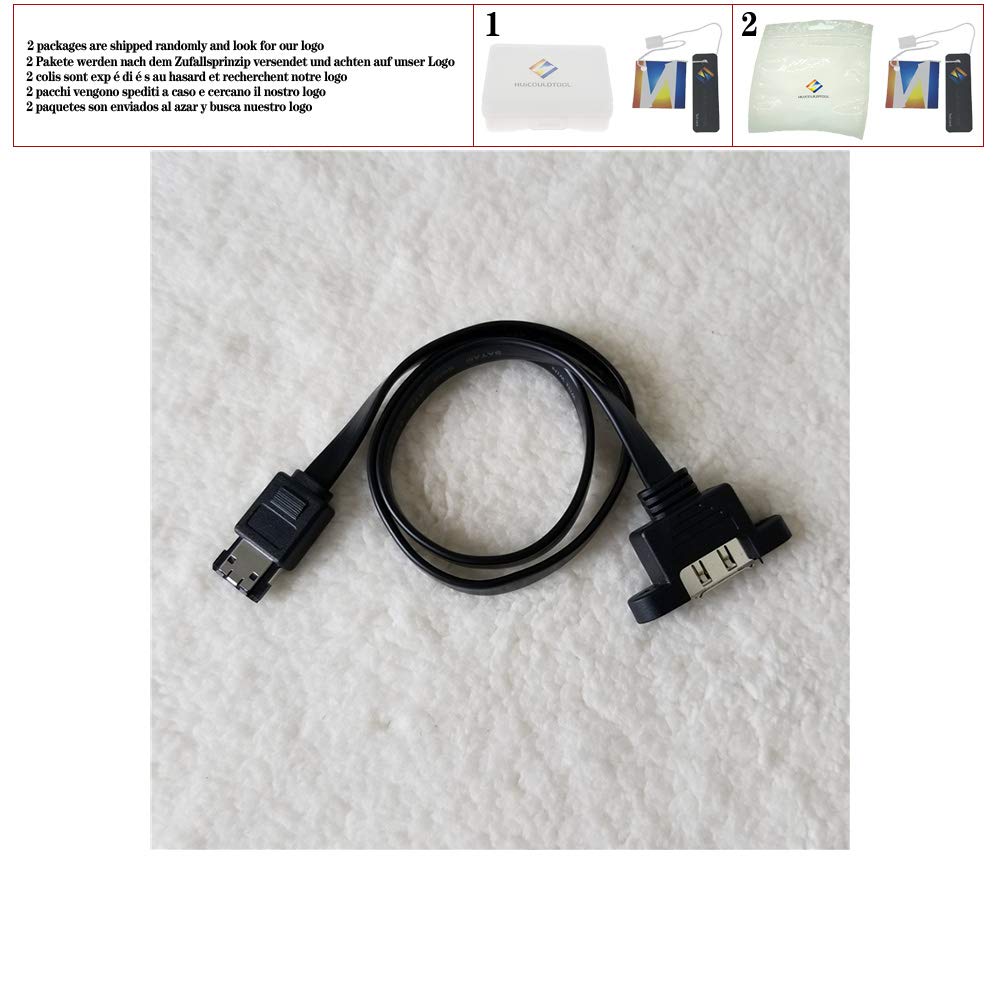 2 packages are shipped randomly and look for our logo
2 Pakete werden nach dem Zufallsprinzip versendet und achten auf unser Logo
2 colis sont exp é di é s au hasard et recherchent notre logo
2 pacchi vengono spediti a caso e cercano il nostro logo
2 paquetes son enviados al azar y busca nuestro logo
1
HUICOULDTOOL
2
HUICOULDTOOL